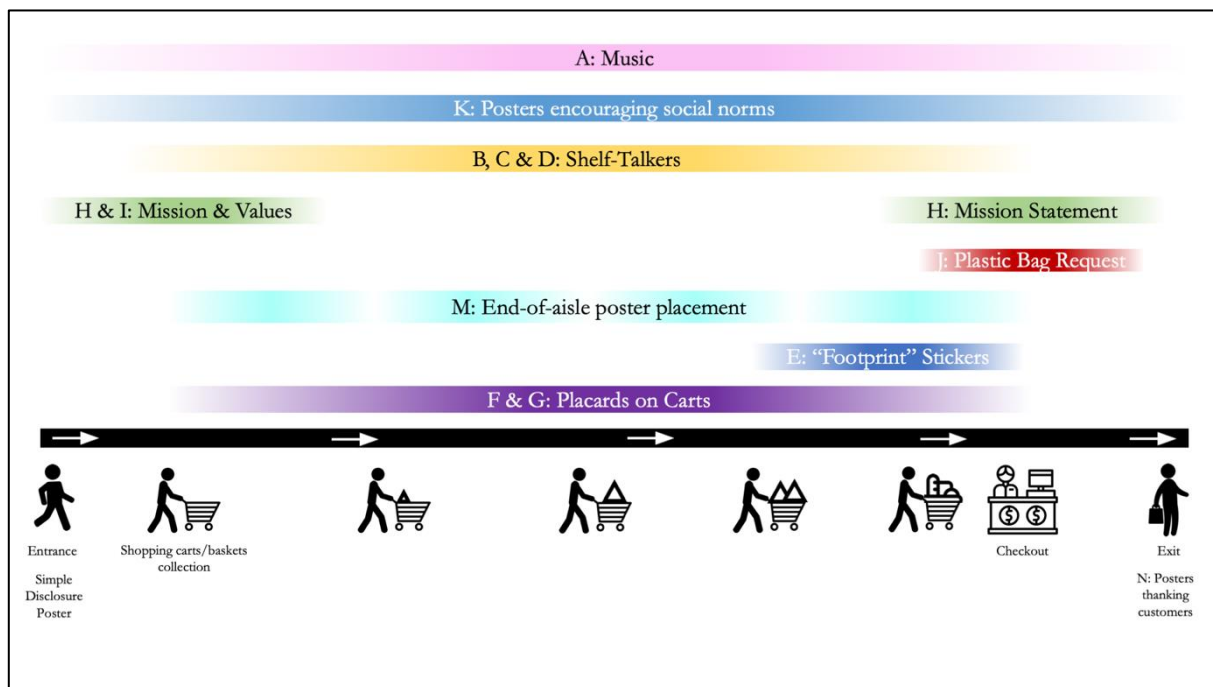 A: Music
K: Posters encouraging social norms
B, C & D: Shelf-Talkers
H & I: Mission & Values
H: Mission Statement
J: Plastic Bag Request
M: End-of-aisle poster placement
E: “Footprint” Stickers
F & G: Placards on Carts
Entrance
Shopping carts/baskets
collection
Checkout
Exit
Simple
Disclosure
Poster
N: Posters
thanking
customers